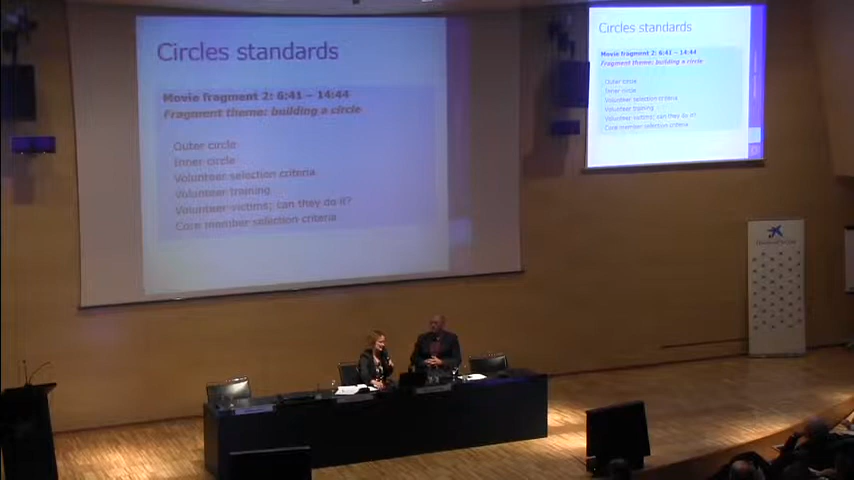 Circles standards
Movie fragment 2: 6:41 – 14:44
Fragment theme: building a circle
Outer circle
Inner circle
Volunteer selection criteria
Volunteer training
Volunteer victims; can they do it?
Core member selection criteria
Circles standards
Movie fragment 2: 6:41 – 14:44
Fragment theme: building a circle
Outer circle
Inner circle
Volunteer selection criteria
Volunteer training
Volunteer victims; can they do it?
Core member selection criteria